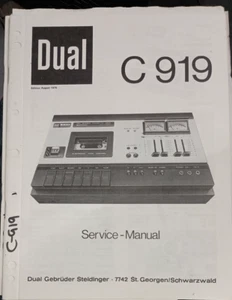 Dual
C 919
Service - Manual
Dual Gebrüder Steidinger · 7742 St. Georgen/Schwarzwald
C-919